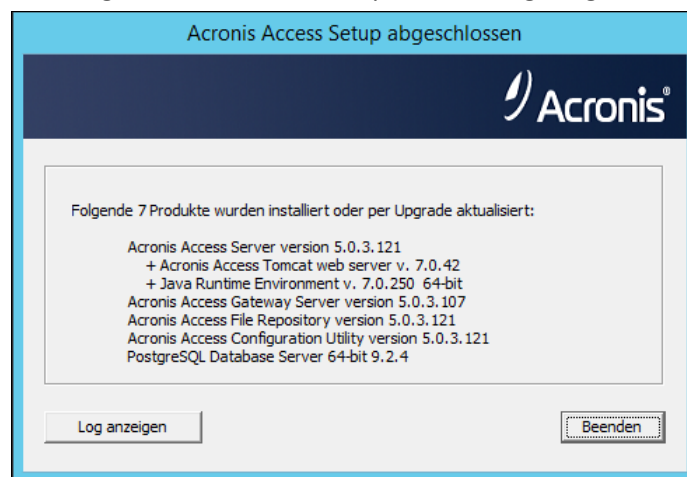 Acronis Access Setup abgeschlossen
Acronis®
Folgende 7 Produkte wurden installiert oder per Upgrade aktualisiert:
Acronis Access Server version 5.0.3.121
+ Acronis Access Tomcat web server v. 7.0.42
+ Java Runtime Environment v. 7.0.250 64-bit
Acronis Access Gateway Server version 5.0.3.107
Acronis Access File Repository version 5.0.3.121
Acronis Access Configuration Utility version 5.0.3.121
PostgreSQL Database Server 64-bit 9.2.4
Log anzeigen
Beenden